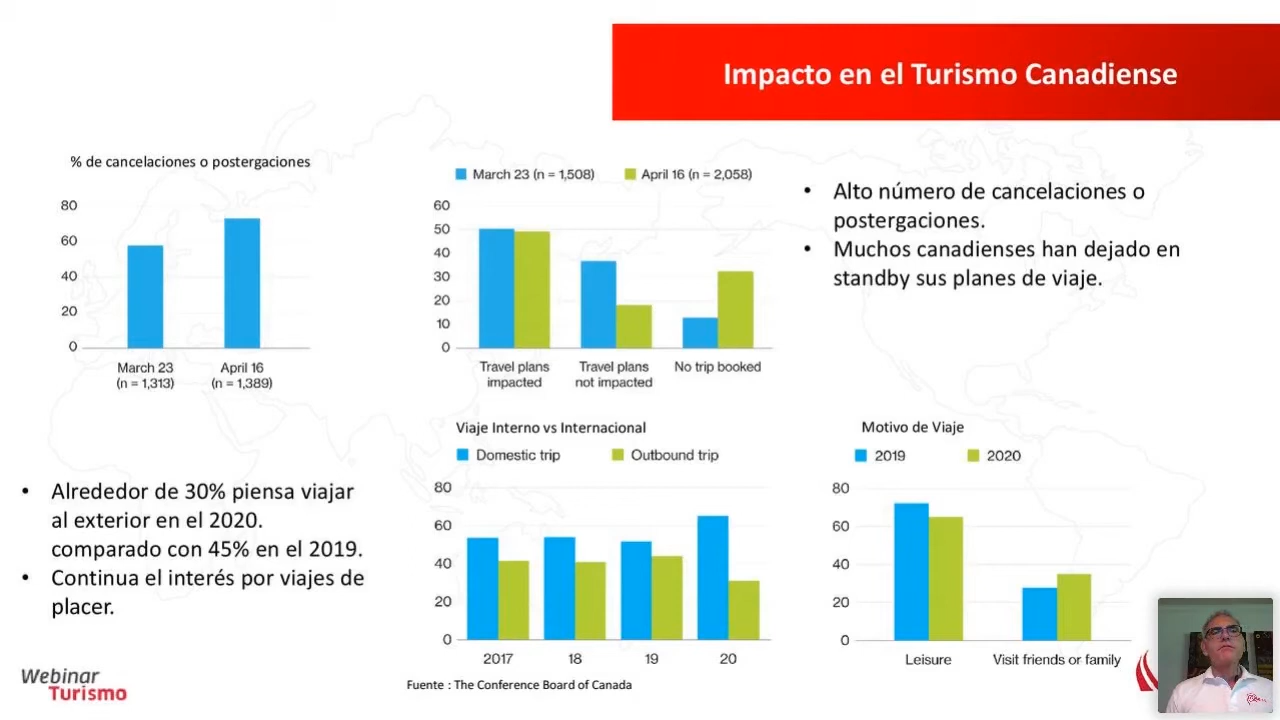 Impacto en el Turismo Canadiense
% de cancelaciones o postergaciones
80
60
40
20
0
March 23
(n = 1,313)
April 16
(n = 1,389)
March 23 (n = 1,508)
April 16 (n = 2,058)
60
50
40
30
20
10
0
Travel plans
impacted
Travel plans
not impacted
No trip booked
• Alto número de cancelaciones o
postergaciones.
• Muchos canadienses han dejado en
standby sus planes de viaje.
• Alrededor de 30% piensa viajar
al exterior en el 2020.
comparado con 45% en el 2019.
• Continua el interés por viajes de
placer.
Viaje Interno vs Internacional
Domestic trip
Outbound trip
80
60
40
20
0
2017
18
19
20
Motivo de Viaje
2019
2020
80
60
40
20
0
Leisure
Visit friends or family
Fuente : The Conference Board of Canada
Webinar
Turismo